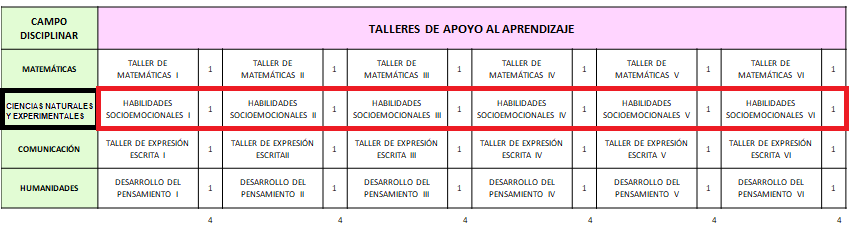 CAMPO
DISCIPLINAR
TALLERES DE APOYO AL APRENDIZAJE
MATEMÁTICAS
TALLER DE
MATEMÁTICAS I
1
TALLER DE
MATEMÁTICAS II
1
TALLER DE
MATEMÁTICAS III
1
TALLER DE
MATEMÁTICAS IV
1
TALLER DE
MATEMÁTICAS V
1
TALLER DE
MATEMÁTICAS VI
1
CIENCIAS NATURALES
Y EXPERIMENTALES
HABILIDADES
SOCIOEMOCIONALES I
1
HABILIDADES
SOCIOEMOCIONALES II
1
HABILIDADES
SOCIOEMOCIONALES III
1
HABILIDADES
SOCIOEMOCIONALES IV
1
HABILIDADES
SOCIOEMOCIONALES V
1
HABILIDADES
SOCIOEMOCIONALES VI
1
COMUNICACIÓN
TALLER DE EXPRESIÓN
ESCRITA I
1
TALLER DE EXPRESIÓN
ESCRITAII
1
TALLER DE EXPRESIÓN
ESCRITA III
1
TALLER DE EXPRESIÓN
ESCRITA IV
1
TALLER DE EXPRESIÓN
ESCRITA V
1
TALLER DE EXPRESIÓN
ESCRITA VI
1
HUMANIDADES
DESARROLLO DEL
PENSAMIENTO I
1
DESARROLLO DEL
PENSAMIENTO II
1
DESARROLLO DEL
PENSAMIENTO III
1
DESARROLLO DEL
PENSAMIENTO IV
1
DESARROLLO DEL
PENSAMIENTO V
1
DESARROLLO DEL
PENSAMIENTO VI
1
4
4
4
4
4
4